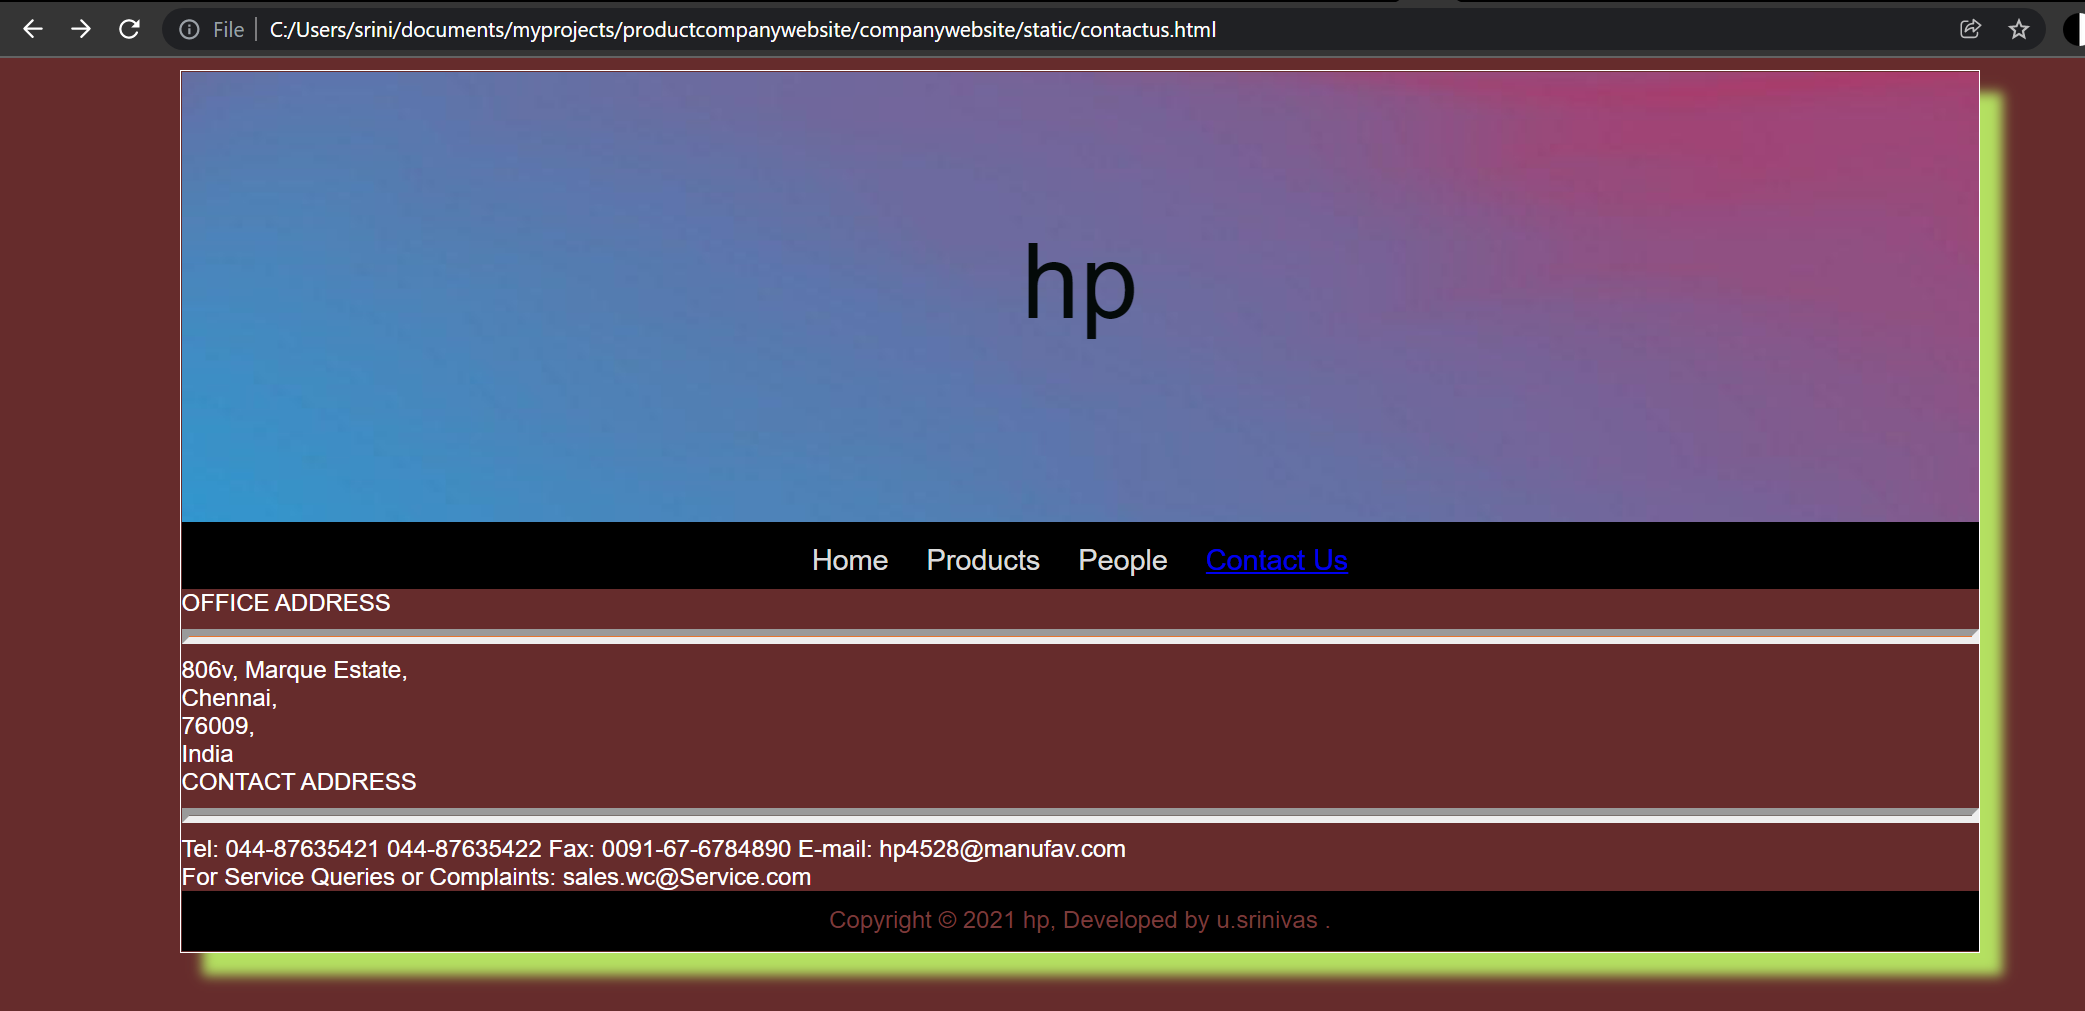 File C:/Users/srini/documents/myprojects/productcompanywebsite/companywebsite/static/contactus.html
hp
Home Products People Contact Us
OFFICE ADDRESS
806v, Marque Estate,
Chennai,
76009,
India
CONTACT ADDRESS
Tel: 044-87635421 044-87635422 Fax: 0091-67-6784890 E-mail: hp4528@manufav.com
For Service Queries or Complaints: sales.wc@Service.com
Copyright © 2021 hp, Developed by u.srinivas .